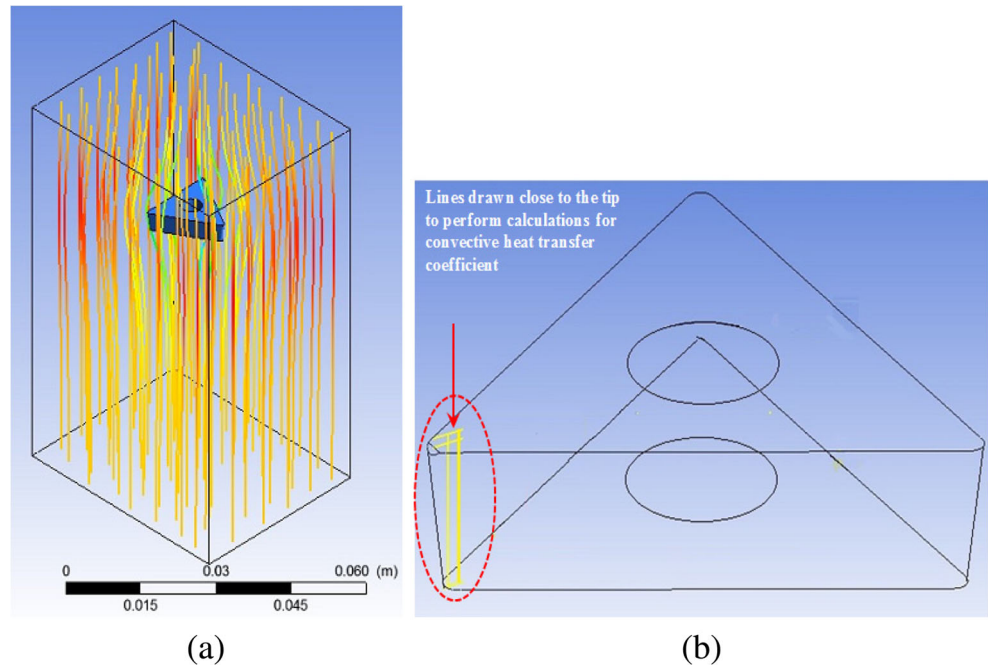 Lines drawn close to the tip
to perform calculations for
convective heat transfer
coefficient
0 0.03 0.060 (m)
0.015 0.045
(a) (b)